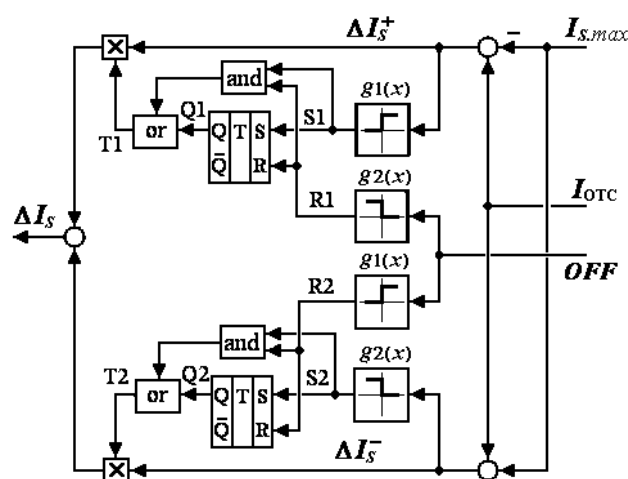 ΔI_S^+
−
I_S.max
and
g1(x)
Q1
S1
or
Q T S
Q̄ R
T1
g2(x)
R1
I_OTC
ΔI_S
g1(x)
OFF
R2
and
g2(x)
T2
Q2
S2
or
Q T S
Q̄ R
ΔI_S^−